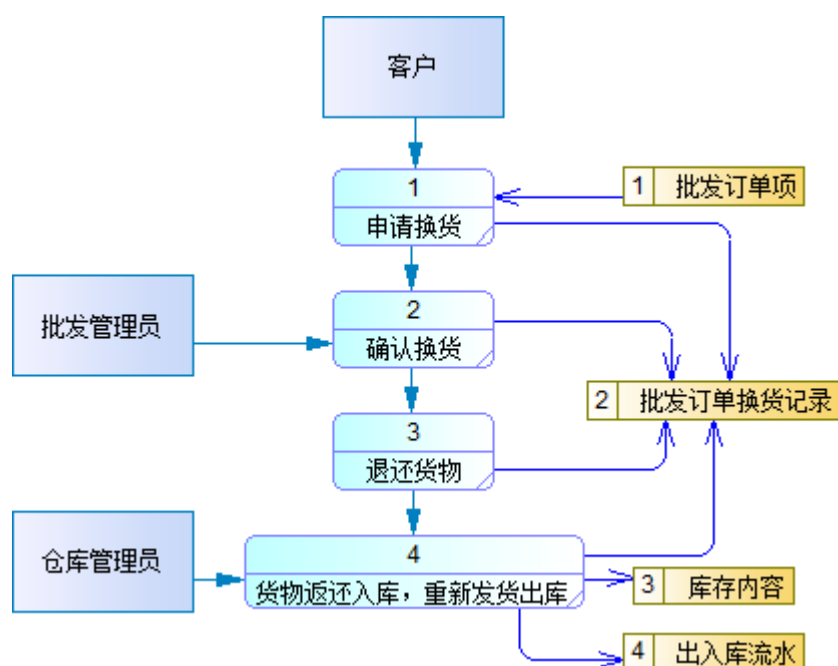 客户
1
申请换货
1 批发订单项
批发管理员
2
确认换货
2 批发订单换货记录
3
退还货物
仓库管理员
4
货物返还入库，重新发货出库
3 库存内容
4 出入库流水